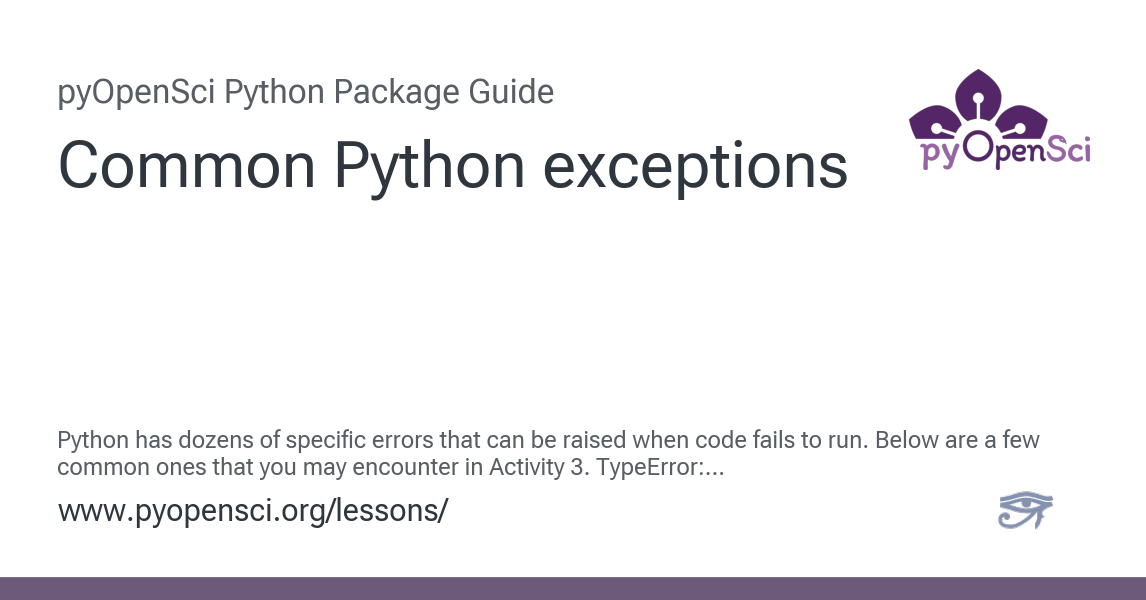 pyOpenSci Python Package Guide
Common Python exceptions
pyOpenSci
Python has dozens of specific errors that can be raised when code fails to run. Below are a few
common ones that you may encounter in Activity 3. TypeError:...
www.pyopensci.org/lessons/